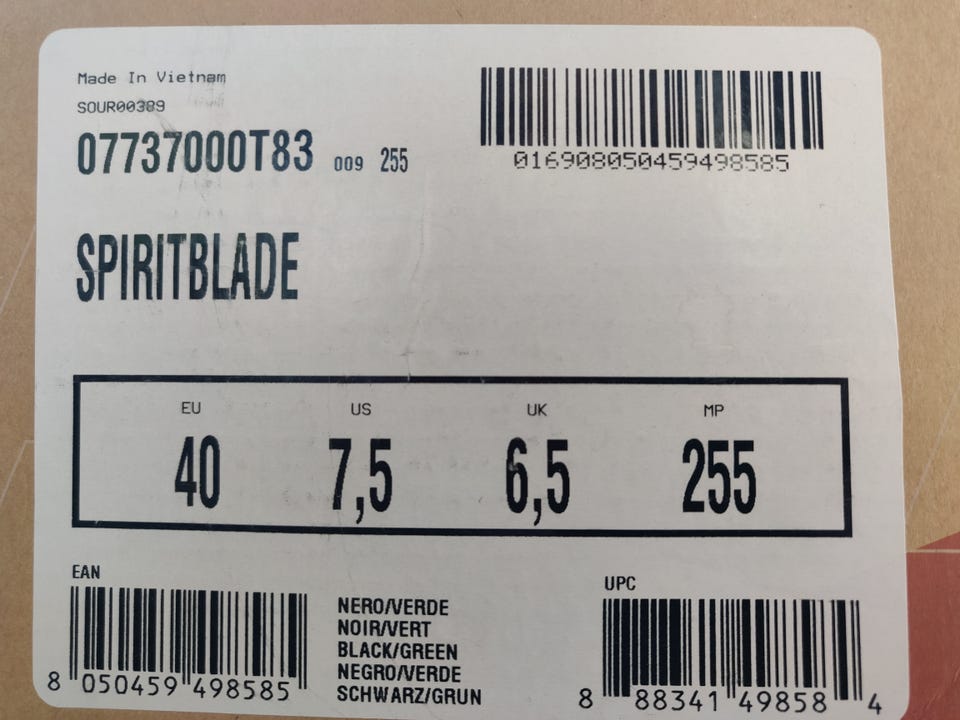 Made In Vietnam
SOUR00389
07737000T83 009 255
016908050459498585
SPIRITBLADE
EU US UK MP
40 7,5 6,5 255
EAN
8 050459 498585
NERO/VERDE
NOIR/VERT
BLACK/GREEN
NEGRO/VERDE
SCHWARZ/GRUN
UPC
8 88341 49858 4